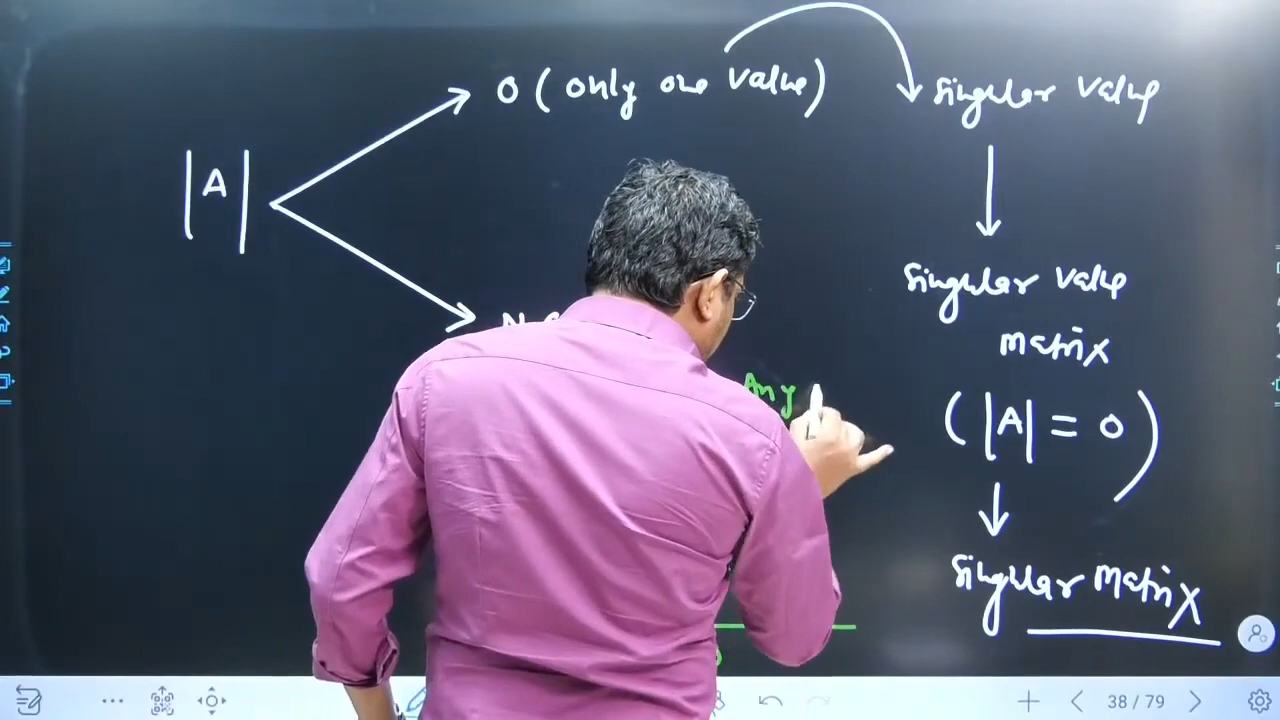 0 (only one value)
singular value
|A|
singular value
matrix
Any
(|A| = 0)
singular matrix
38 / 79